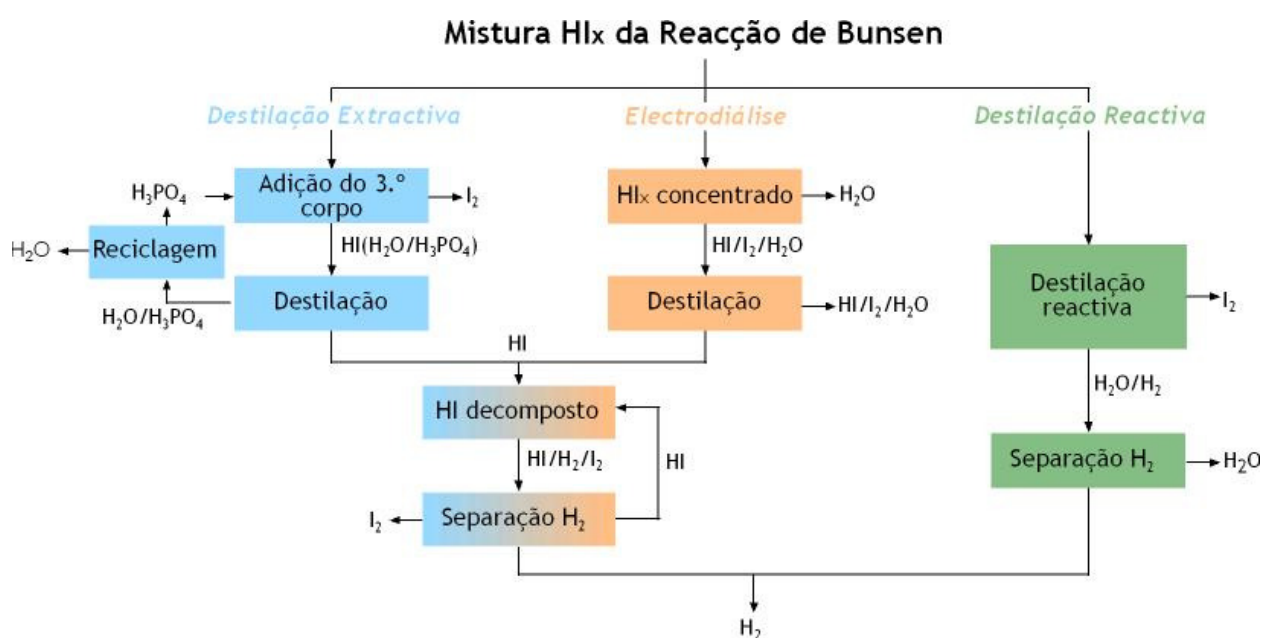 Mistura HIx da Reacção de Bunsen
Destilação Extractiva
Electrodiálise
Destilação Reactiva
H₃PO₄
Adição do 3.º
corpo
I₂
HIx concentrado
H₂O
H₂O
Reciclagem
HI(H₂O/H₃PO₄)
HI/I₂/H₂O
H₂O/H₃PO₄
Destilação
Destilação
HI/I₂/H₂O
Destilação
reactiva
I₂
HI
H₂O/H₂
HI decomposto
HI/H₂/I₂
HI
Separação H₂
H₂O
I₂
Separação H₂
H₂